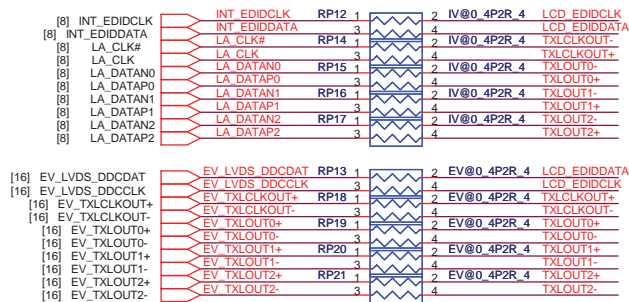 [8] INT_EDIDCLK INT_EDIDCLK RP12 1 2 IV@0_4P2R_4 LCD_EDIDCLK
[8] INT_EDIDDATA INT_EDIDDATA 3 4 LCD_EDIDDATA
[8] LA_CLK# LA_CLK# RP14 1 2 IV@0_4P2R_4 TXLCLKOUT-
[8] LA_CLK LA_CLK 3 4 TXLCLKOUT+
[8] LA_DATAN0 LA_DATAN0 RP15 1 2 IV@0_4P2R_4 TXLOUT0-
[8] LA_DATAP0 LA_DATAP0 3 4 TXLOUT0+
[8] LA_DATAN1 LA_DATAN1 RP16 1 2 IV@0_4P2R_4 TXLOUT1-
[8] LA_DATAP1 LA_DATAP1 3 4 TXLOUT1+
[8] LA_DATAN2 LA_DATAN2 RP17 1 2 IV@0_4P2R_4 TXLOUT2-
[8] LA_DATAP2 LA_DATAP2 3 4 TXLOUT2+
[16] EV_LVDS_DDCDAT EV_LVDS_DDCDAT RP13 1 2 EV@0_4P2R_4 LCD_EDIDDATA
[16] EV_LVDS_DDCCLK EV_LVDS_DDCCLK 3 4 LCD_EDIDCLK
[16] EV_TXLCLKOUT+ EV_TXLCLKOUT+ RP18 1 2 EV@0_4P2R_4 TXLCLKOUT+
[16] EV_TXLCLKOUT- EV_TXLCLKOUT- 3 4 TXLCLKOUT-
[16] EV_TXLOUT0+ EV_TXLOUT0+ RP19 1 2 EV@0_4P2R_4 TXLOUT0+
[16] EV_TXLOUT0- EV_TXLOUT0- 3 4 TXLOUT0-
[16] EV_TXLOUT1+ EV_TXLOUT1+ RP20 1 2 EV@0_4P2R_4 TXLOUT1+
[16] EV_TXLOUT1- EV_TXLOUT1- 3 4 TXLOUT1-
[16] EV_TXLOUT2+ EV_TXLOUT2+ RP21 1 2 EV@0_4P2R_4 TXLOUT2+
[16] EV_TXLOUT2- EV_TXLOUT2- 3 4 TXLOUT2-